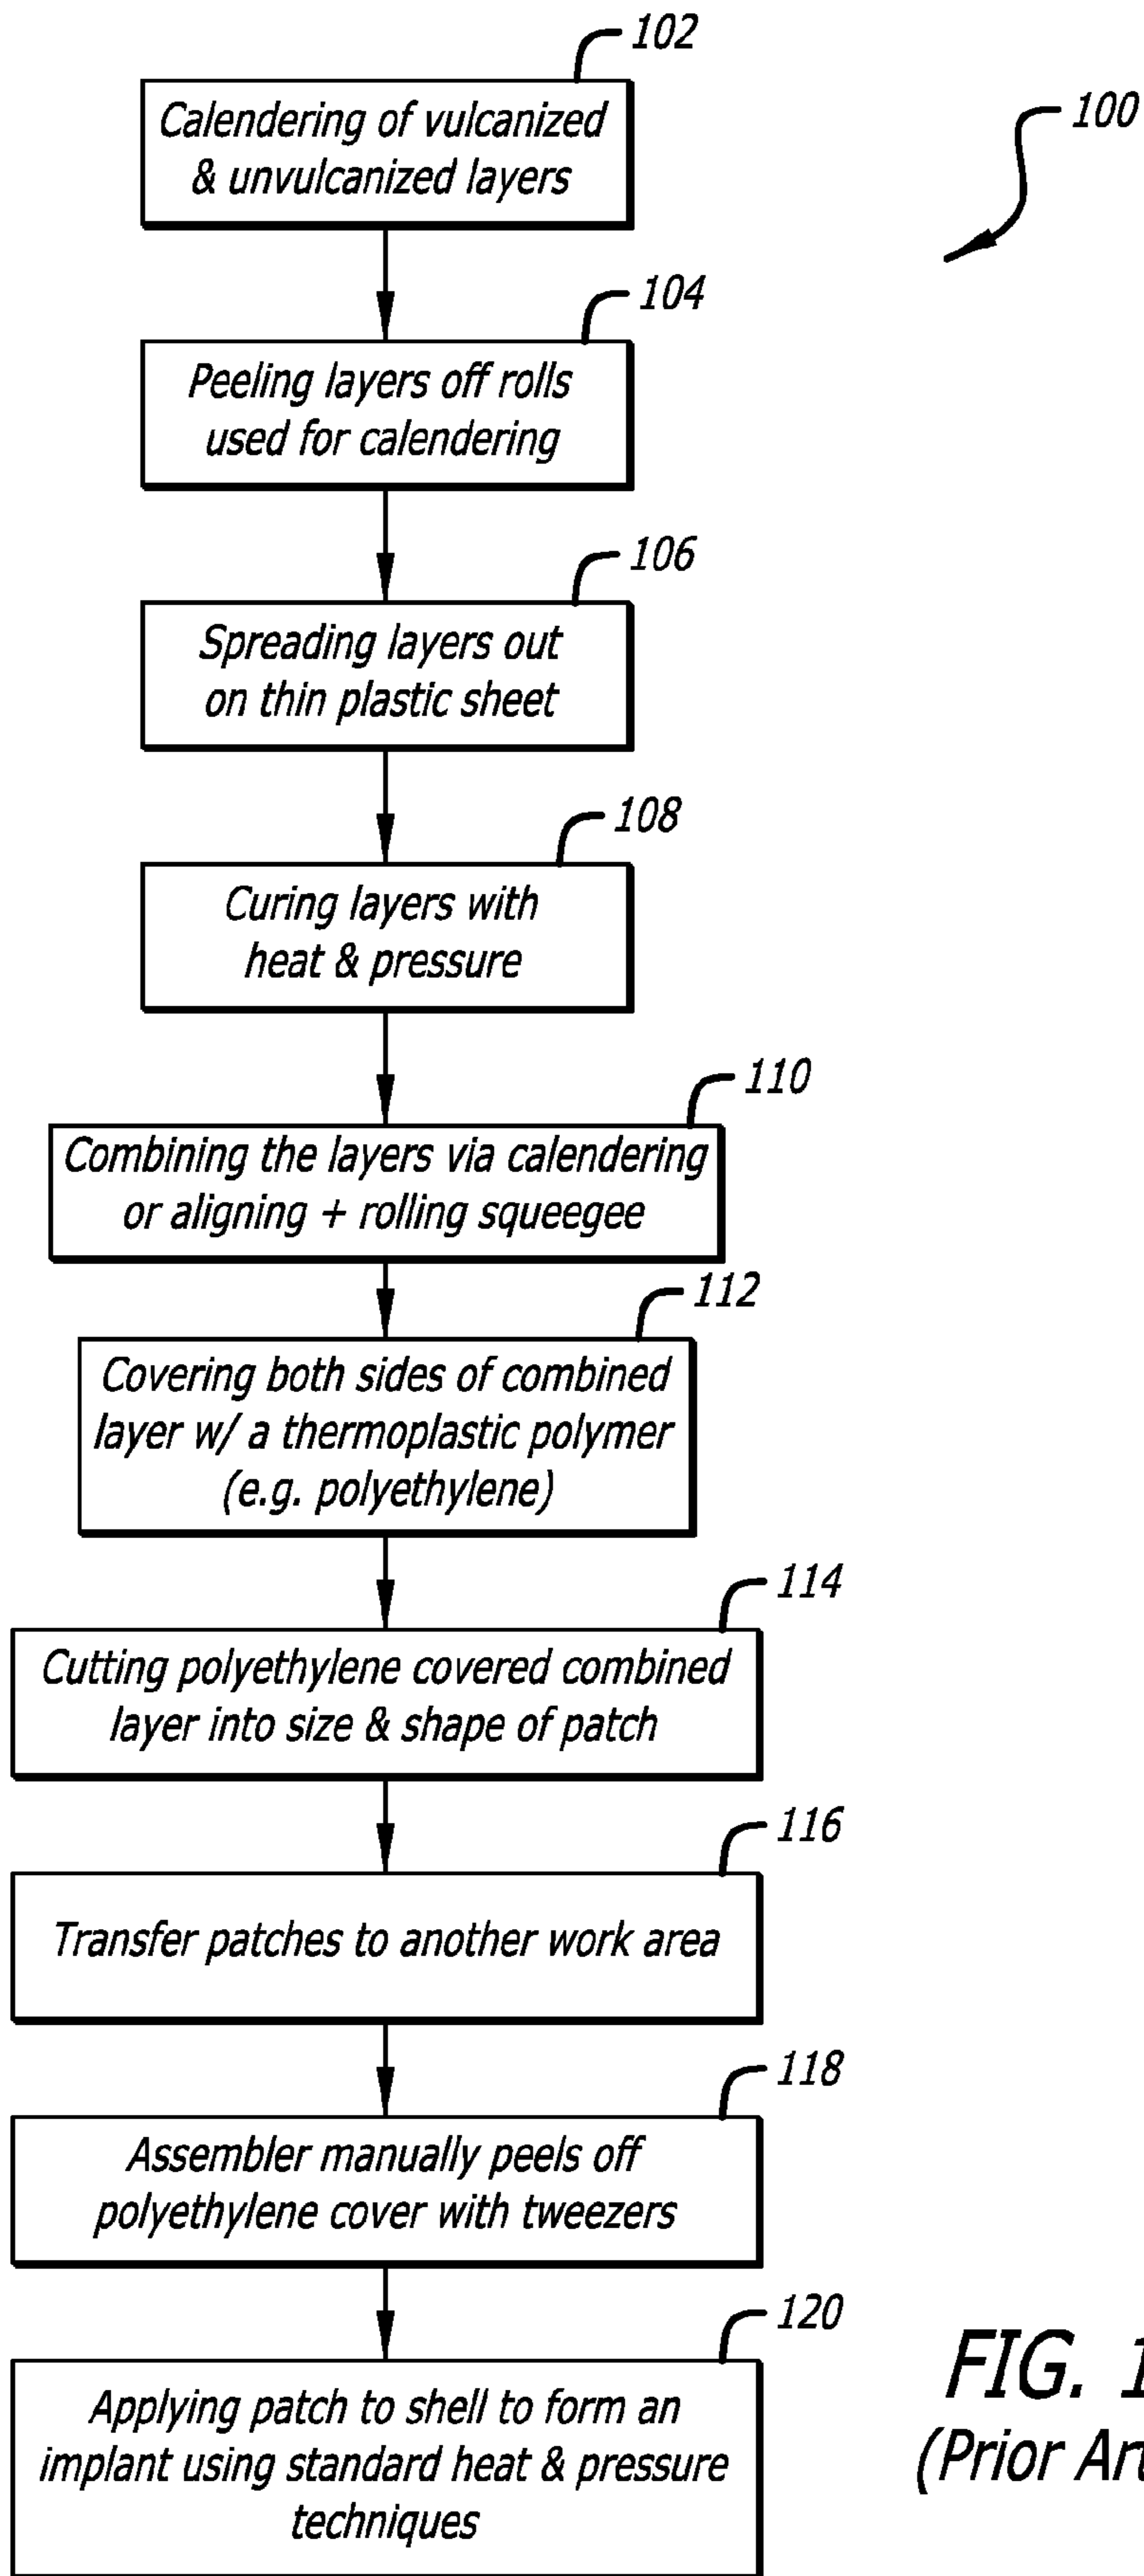 102
Calendering of vulcanized
& unvulcanized layers
100
104
Peeling layers off rolls
used for calendering
106
Spreading layers out
on thin plastic sheet
108
Curing layers with
heat & pressure
110
Combining the layers via calendering
or aligning + rolling squeegee
112
Covering both sides of combined
layer w/ a thermoplastic polymer
(e.g. polyethylene)
114
Cutting polyethylene covered combined
layer into size & shape of patch
116
Transfer patches to another work area
118
Assembler manually peels off
polyethylene cover with tweezers
120
Applying patch to shell to form an
implant using standard heat & pressure
techniques
FIG. 1
(Prior Art